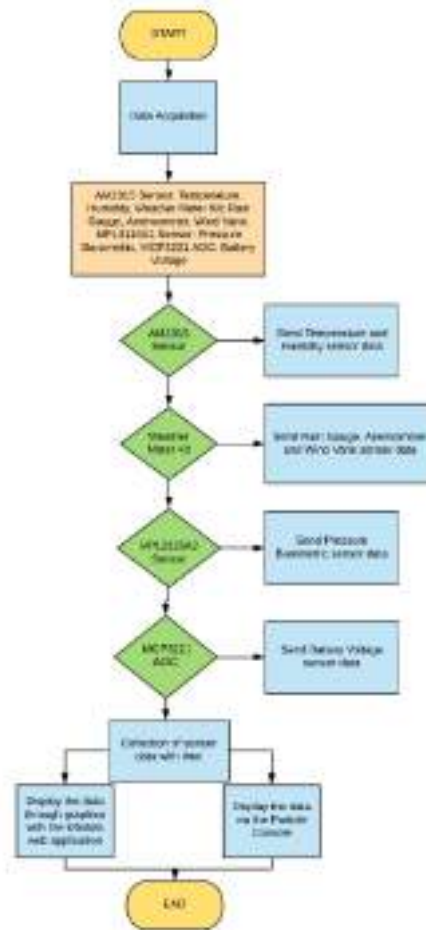 START
Data Acquisition
AM2315 Sensor: Temperature,
Humidity, Weather Meter Kit: Rain
Gauge, Anemometer, Wind Vane,
MPL3115A2 Sensor: Pressure
Barometric, MCP3221 ADC: Battery
Voltage
AM2315
Sensor
Send Temperature and
Humidity sensor data
Weather
Meter Kit
Send Rain Gauge, Anemometer
and Wind Vane sensor data
MPL3115A2
Sensor
Send Pressure
Barometric sensor data
MCP3221
ADC
Send Battery Voltage
sensor data
Collection of sensor
data with
Display the data
through graphics
with the
web application
Display the data
via the Particle
Console
END